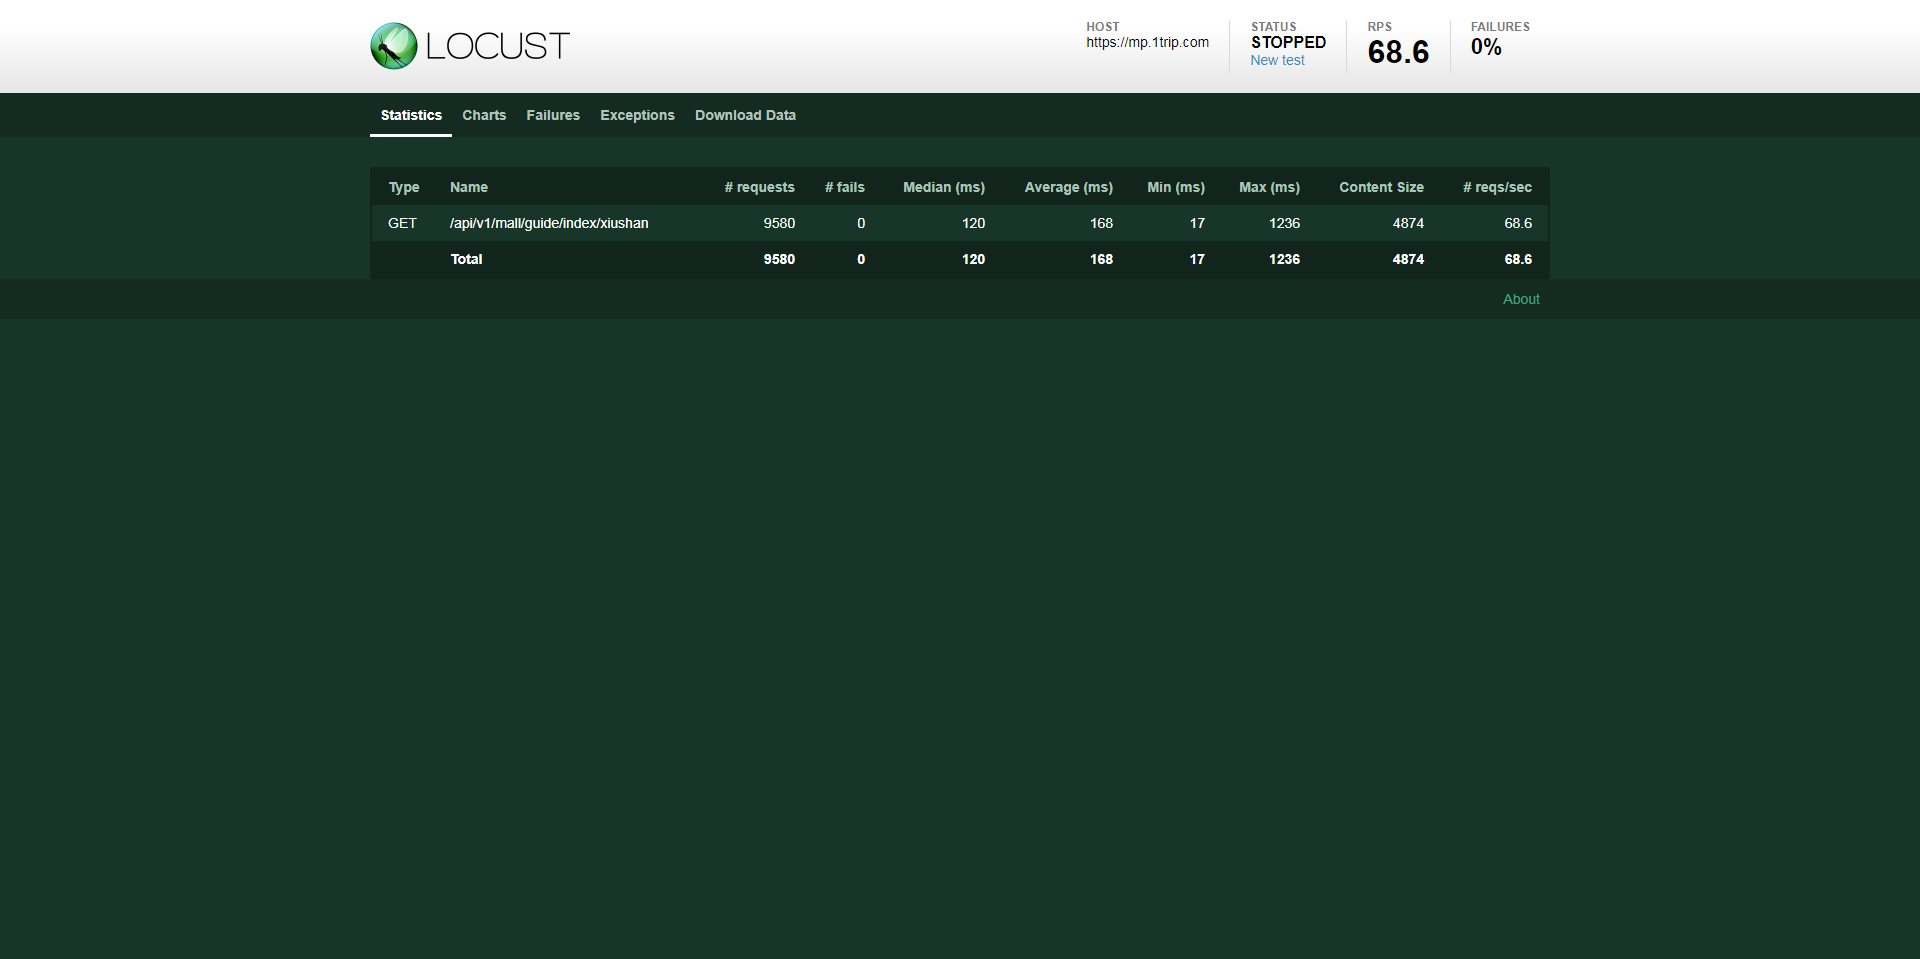 LOCUST
HOST
https://mp.1trip.com
STATUS
STOPPED
New test
RPS
68.6
FAILURES
0%
Statistics Charts Failures Exceptions Download Data
Type Name # requests # fails Median (ms) Average (ms) Min (ms) Max (ms) Content Size # reqs/sec
GET /api/v1/mall/guide/index/xiushan 9580 0 120 168 17 1236 4874 68.6
Total 9580 0 120 168 17 1236 4874 68.6
About